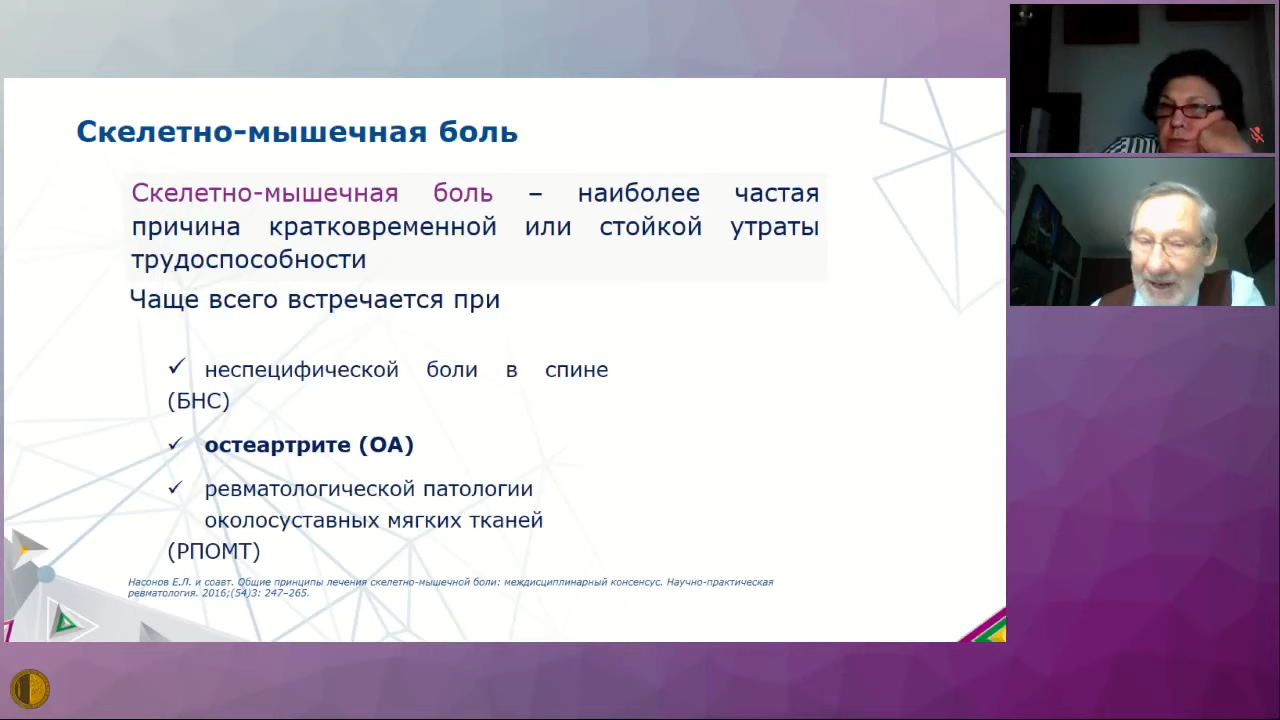 Скелетно-мышечная боль
Скелетно-мышечная боль – наиболее частая
причина кратковременной или стойкой утраты
трудоспособности
Чаще всего встречается при
✓ неспецифической боли в спине
(БНС)
✓ остеартрите (ОА)
✓ ревматологической патологии
околосуставных мягких тканей
(РПОМТ)
Насонов Е.Л. и соавт. Общие принципы лечения скелетно-мышечной боли: междисциплинарный консенсус. Научно-практическая
ревматология. 2016;(54)3: 247–265.